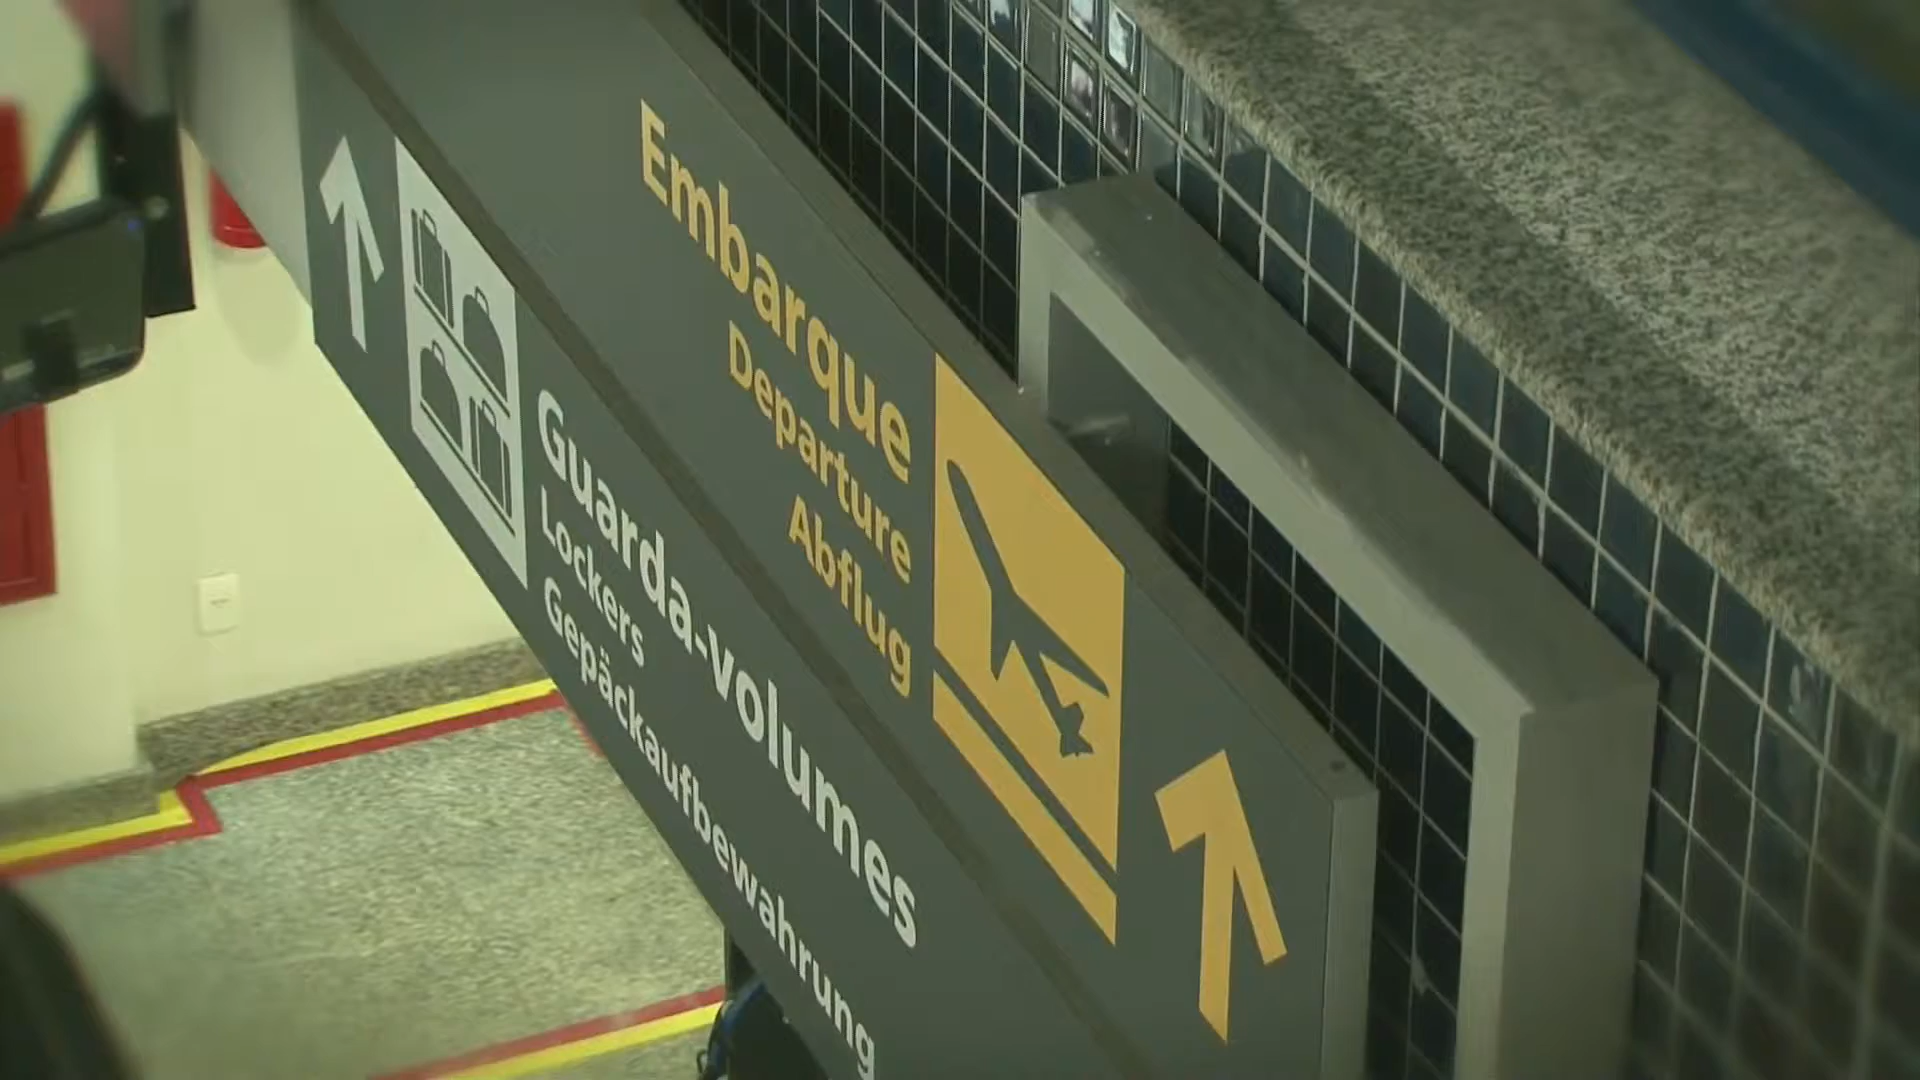 Embarque
Departure
Abflug
Guarda-volumes
Lockers
Gepäckaufbewahrung